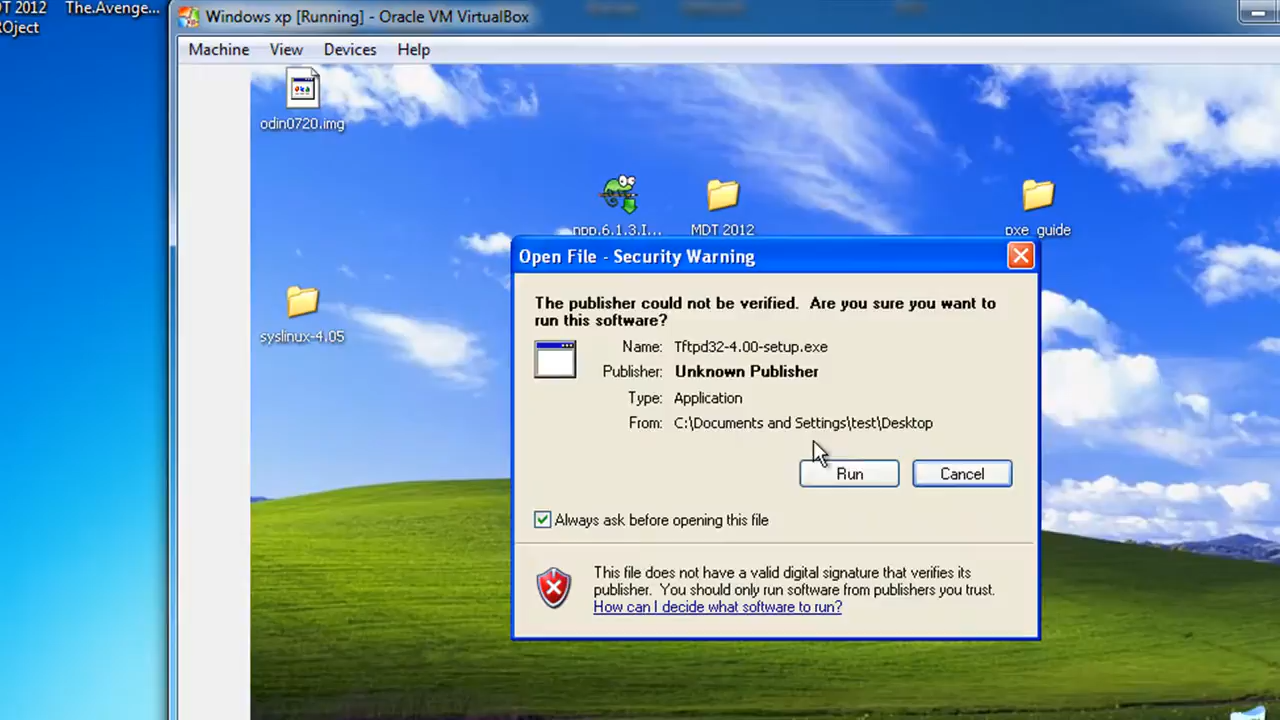 T 2012
The.Avenge...
ROject
Windows xp [Running] - Oracle VM VirtualBox
Machine View Devices Help
odin0720.img
npp.6.1.3.I...
MDT 2012
pxe guide
syslinux-4.05
Open File - Security Warning
The publisher could not be verified. Are you sure you want to
run this software?
Name: Tftpd32-4.00-setup.exe
Publisher: Unknown Publisher
Type: Application
From: C:\Documents and Settings\test\Desktop
Run
Cancel
Always ask before opening this file
This file does not have a valid digital signature that verifies its
publisher. You should only run software from publishers you trust.
How can I decide what software to run?